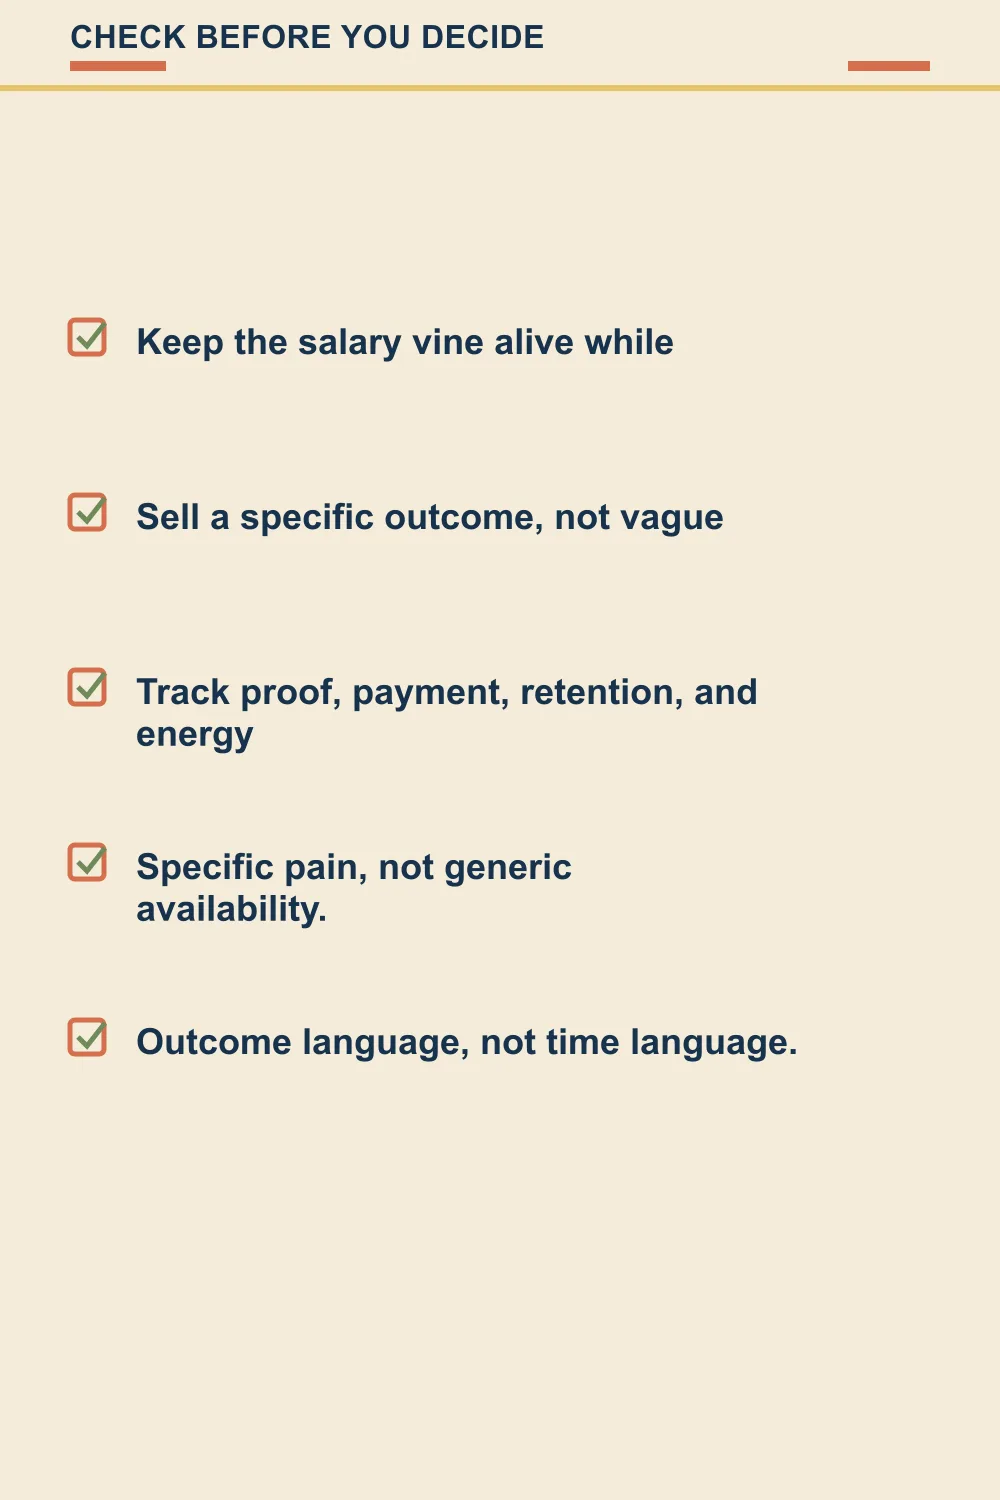 CHECK BEFORE YOU DECIDE
Keep the salary vine alive while
Sell a specific outcome, not vague
Track proof, payment, retention, and
energy
Specific pain, not generic
availability.
Outcome language, not time language.